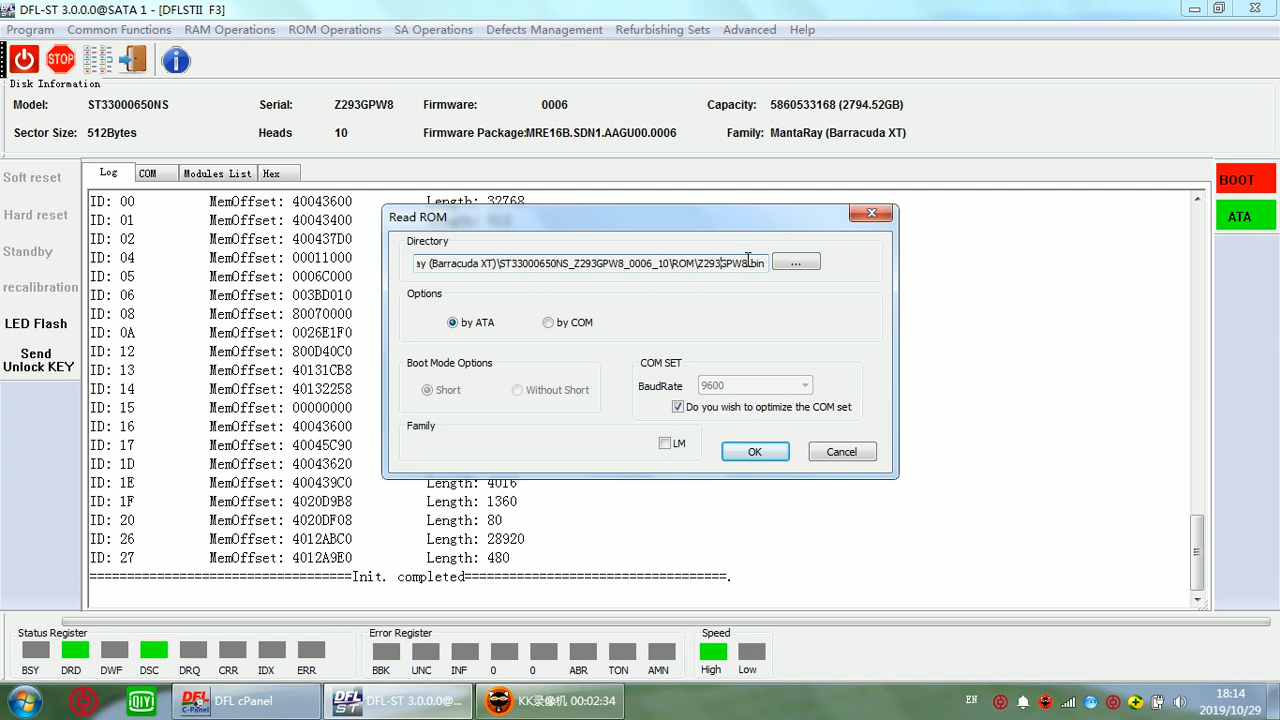 DFL-ST 3.0.0.0@SATA 1 - [DFLSTII F3]
Program Common Functions RAM Operations ROM Operations SA Operations Defects Management Refurbishing Sets Advanced Help
STOP
Disk Information
Model: ST33000650NS Serial: Z293GPW8 Firmware: 0006 Capacity: 5860533168 (2794.52GB)
Sector Size: 512Bytes Heads 10 Firmware Package:MRE16B.SDN1.AAGU00.0006 Family: MantaRay (Barracuda XT)
Soft reset
Hard reset
Standby
recalibration
LED Flash
Send
Unlock KEY
Log COM Modules List Hex
ID: 00 MemOffset: 40043600 Length: 32768
ID: 01 MemOffset: 40043400
ID: 02 MemOffset: 400437D0
ID: 04 MemOffset: 00011000
ID: 05 MemOffset: 0006C000
ID: 06 MemOffset: 003BD010
ID: 08 MemOffset: 80070000
ID: 0A MemOffset: 0026E1F0
ID: 12 MemOffset: 800D40C0
ID: 13 MemOffset: 40131CB8
ID: 14 MemOffset: 40132258
ID: 15 MemOffset: 00000000
ID: 16 MemOffset: 40043600
ID: 17 MemOffset: 40045C90
ID: 1D MemOffset: 40043620
ID: 1E MemOffset: 400439C0 Length: 4016
ID: 1F MemOffset: 4020D9B8 Length: 1360
ID: 20 MemOffset: 4020DF08 Length: 80
ID: 26 MemOffset: 4012ABC0 Length: 28920
ID: 27 MemOffset: 4012A9E0 Length: 480
===================================Init. completed===================================.
BOOT
ATA
Read ROM
Directory
sy (Barracuda XT)\ST33000650NS_Z293GPW8_0006_10\ROM\Z293GPW8.bin ...
Options
by ATA by COM
Boot Mode Options
Short Without Short
COM SET
BaudRate 9600
Do you wish to optimize the COM set
Family
LM
OK Cancel
Status Register
BSY DRD DWF DSC DRQ CRR IDX ERR
Error Register
BBK UNC INF 0 0 ABR TON AMN
Speed
High Low
QIY
DFL C-Panel DFL cPanel
DFL ST DFL-ST 3.0.0.0@...
KK录像机 00:02:34
EN
18:14
2019/10/29